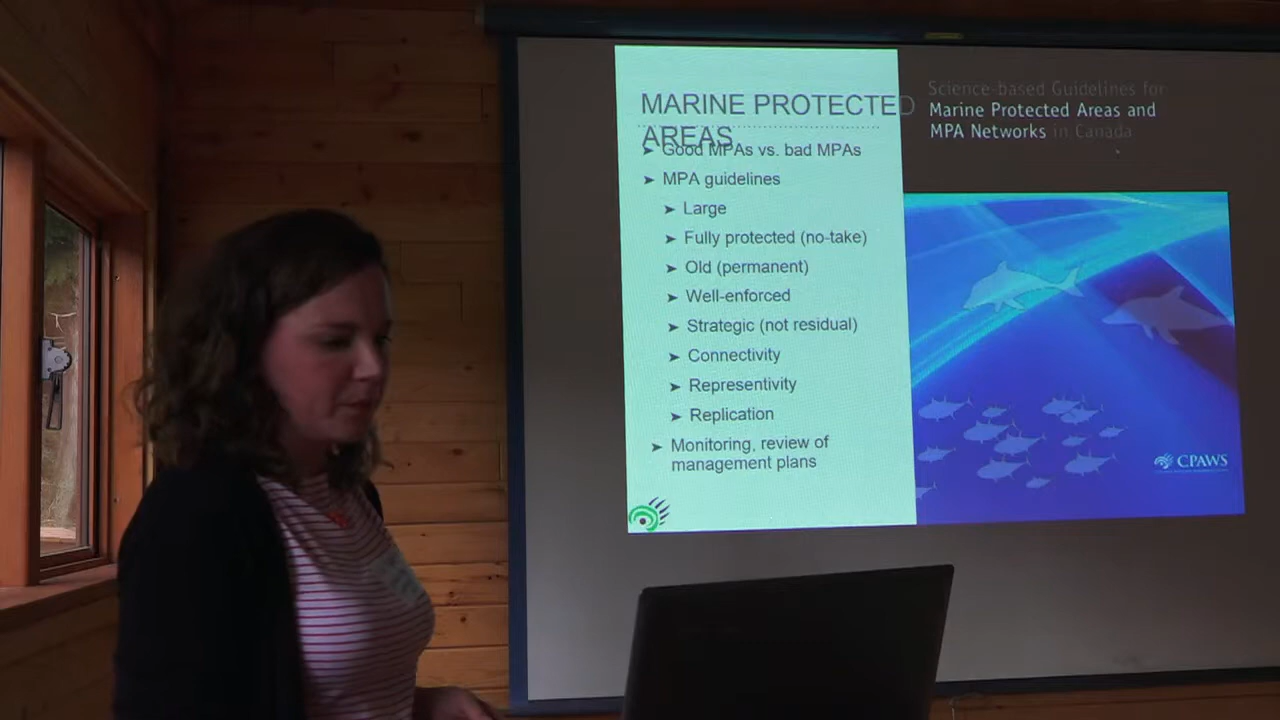 MARINE PROTECTED
AREAS
➤ Good MPAs vs. bad MPAs
➤ MPA guidelines
➤ Large
➤ Fully protected (no-take)
➤ Old (permanent)
➤ Well-enforced
➤ Strategic (not residual)
➤ Connectivity
➤ Representivity
➤ Replication
➤ Monitoring, review of
management plans
Science-based Guidelines for
Marine Protected Areas and
MPA Networks in Canada
CPAWS